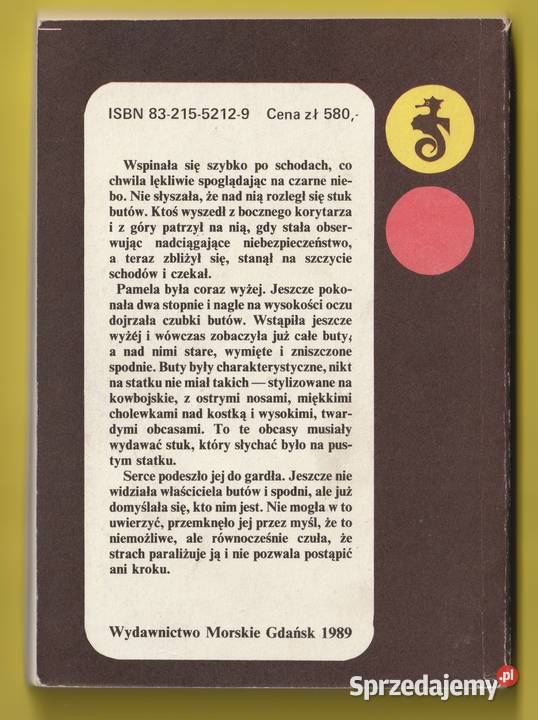 ISBN 83-215-5212-9 Cena zł 580,-
Wspinała się szybko po schodach, co
chwila lękliwie spoglądając na czarne nie-
bo. Nie słyszała, że nad nią rozległ się stuk
butów. Ktoś wyszedł z bocznego korytarza
i z góry patrzył na nią, gdy stała obser-
wując nadciągające niebezpieczeństwo,
a teraz zbliżył się, stanął na szczycie
schodów i czekał.
Pamela była coraz wyżej. Jeszcze poko-
nała dwa stopnie i nagle na wysokości oczu
dojrzała czubki butów. Wstąpiła jeszcze
wyżéj i wówczas zobaczyła już całe buty,
a nad nimi stare, wymięte i zniszczone
spodnie. Buty były charakterystyczne, nikt
na statku nie miał takich — stylizowane na
kowbojskie, z ostrymi nosami, miękkimi
cholewkami nad kostką i wysokimi, twar-
dymi obcasami. To te obcasy musiały
wydawać stuk, który słychać było na pus-
tym statku.
Serce podeszło jej do gardła. Jeszcze nie
widziała właściciela butów i spodni, ale już
domyślała się, kto nim jest. Nie mogła w to
uwierzyć, przemknęło jej przez myśl, że to
niemożliwe, ale równocześnie czuła, że
strach paraliżuje ją i nie pozwala postąpić
ani kroku.
Wydawnictwo Morskie Gdańsk 1989
Sprzedajemy.pl